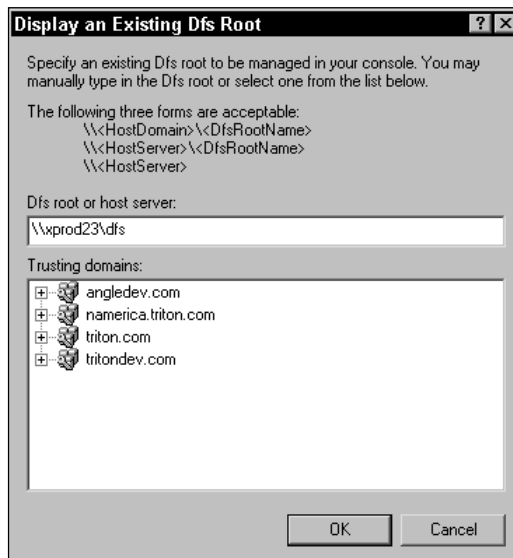 Display an Existing Dfs Root
Specify an existing Dfs root to be managed in your console. You may
manually type in the Dfs root or select one from the list below.
The following three forms are acceptable:
\\<HostDomain>\<DfsRootName>
\\<HostServer>\<DfsRootName>
\\<HostServer>
Dfs root or host server:
\\xprod23\dfs
Trusting domains:
angledev.com
namerica.triton.com
triton.com
tritondev.com
OK Cancel